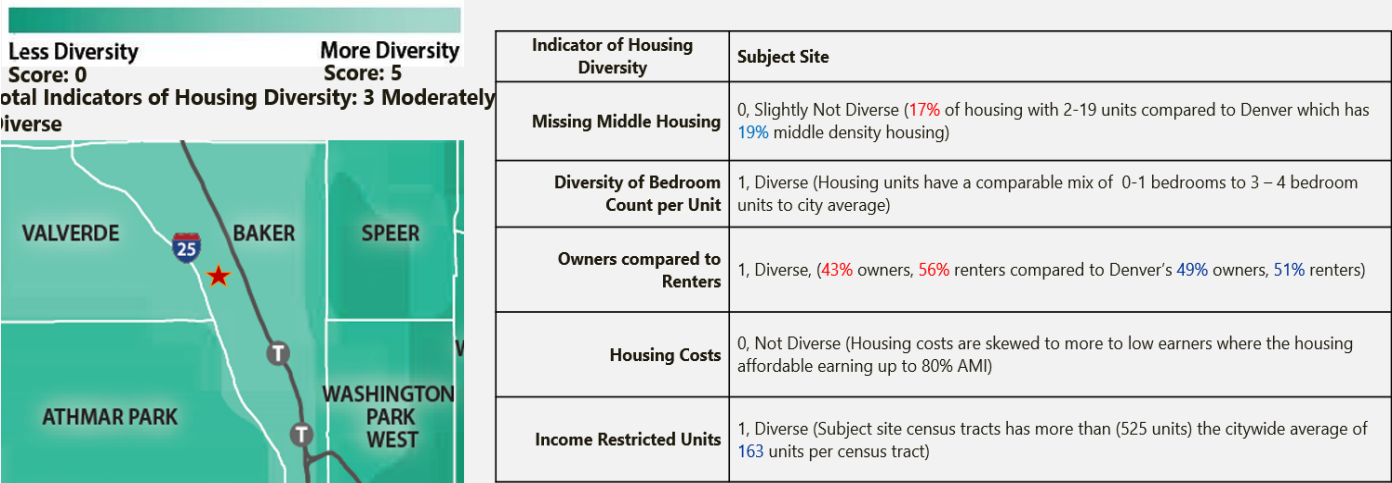 Less Diversity
More Diversity
Score: 0
Score: 5
otal Indicators of Housing Diversity: 3 Moderately
iverse
VALVERDE
25
BAKER
SPEER
T
ATHMAR PARK
WASHINGTON
PARK
WEST
T
Indicator of Housing
Diversity
Subject Site
Missing Middle Housing
0, Slightly Not Diverse (17% of housing with 2-19 units compared to Denver which has
19% middle density housing)
Diversity of Bedroom
Count per Unit
1, Diverse (Housing units have a comparable mix of  0-1 bedrooms to 3 – 4 bedroom
units to city average)
Owners compared to
Renters
1, Diverse, (43% owners, 56% renters compared to Denver's 49% owners, 51% renters)
Housing Costs
0, Not Diverse (Housing costs are skewed to more to low earners where the housing
affordable earning up to 80% AMI)
Income Restricted Units
1, Diverse (Subject site census tracts has more than (525 units) the citywide average of
163 units per census tract)